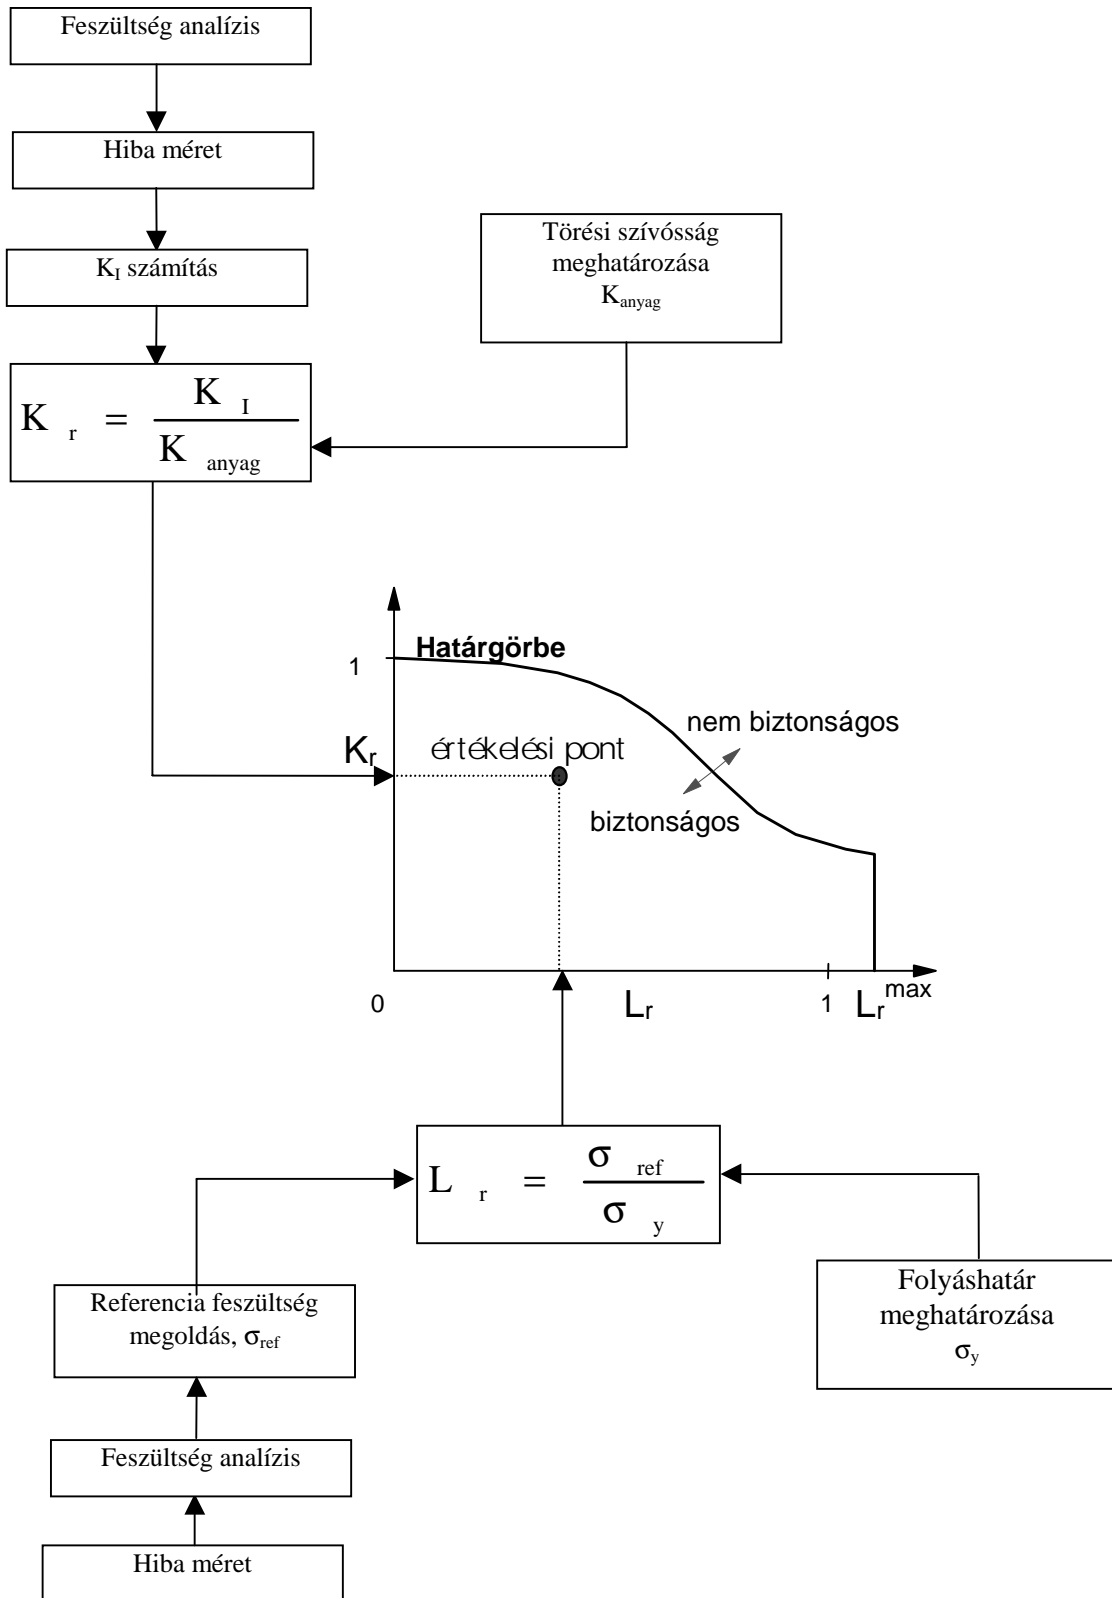 Feszültség analízis
Hiba méret
K_I számítás
Törési szívósság
meghatározása
K_anyag
K_r = K_I / K_anyag
Határgörbe
1
nem biztonságos
K_r
értékelési pont
biztonságos
0
L_r
1
L_r^max
L_r = σ_ref / σ_y
Referencia feszültség
megoldás, σ_ref
Folyáshatár
meghatározása
σ_y
Feszültség analízis
Hiba méret